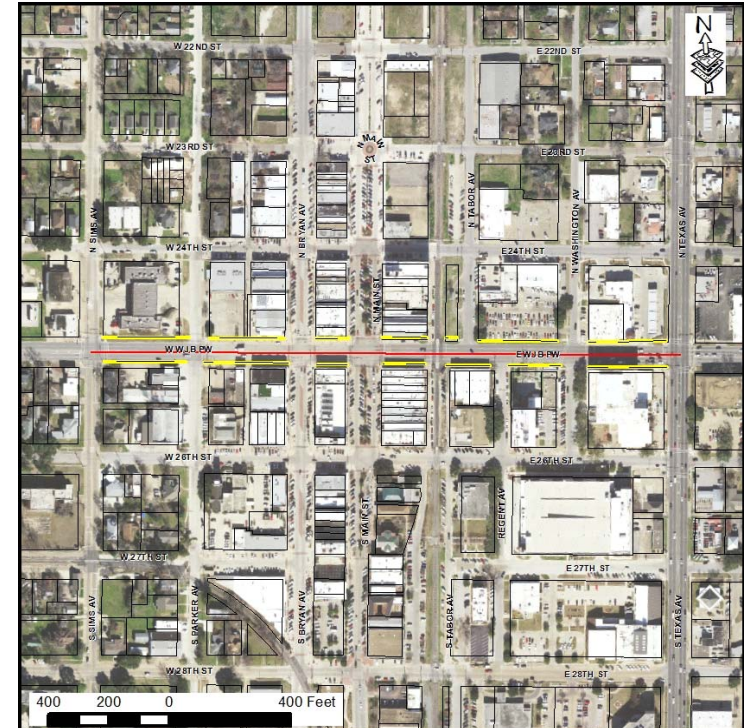 N
W 22ND ST
E 22ND ST
N MAIN ST
W 23RD ST
E 23RD ST
N SIMS AV
N BRYAN AV
N TABOR AV
N WASHINGTON AV
N TEXAS AV
W 24TH ST
E 24TH ST
N MAIN ST
W WJB PW
E WJB PW
W 26TH ST
E 26TH ST
S MAIN ST
REGENT AV
W 27TH ST
E 27TH ST
S SIMS AV
S PARKER AV
S BRYAN AV
S TABOR AV
S TEXAS AV
W 28TH ST
E 28TH ST
400 200 0 400 Feet